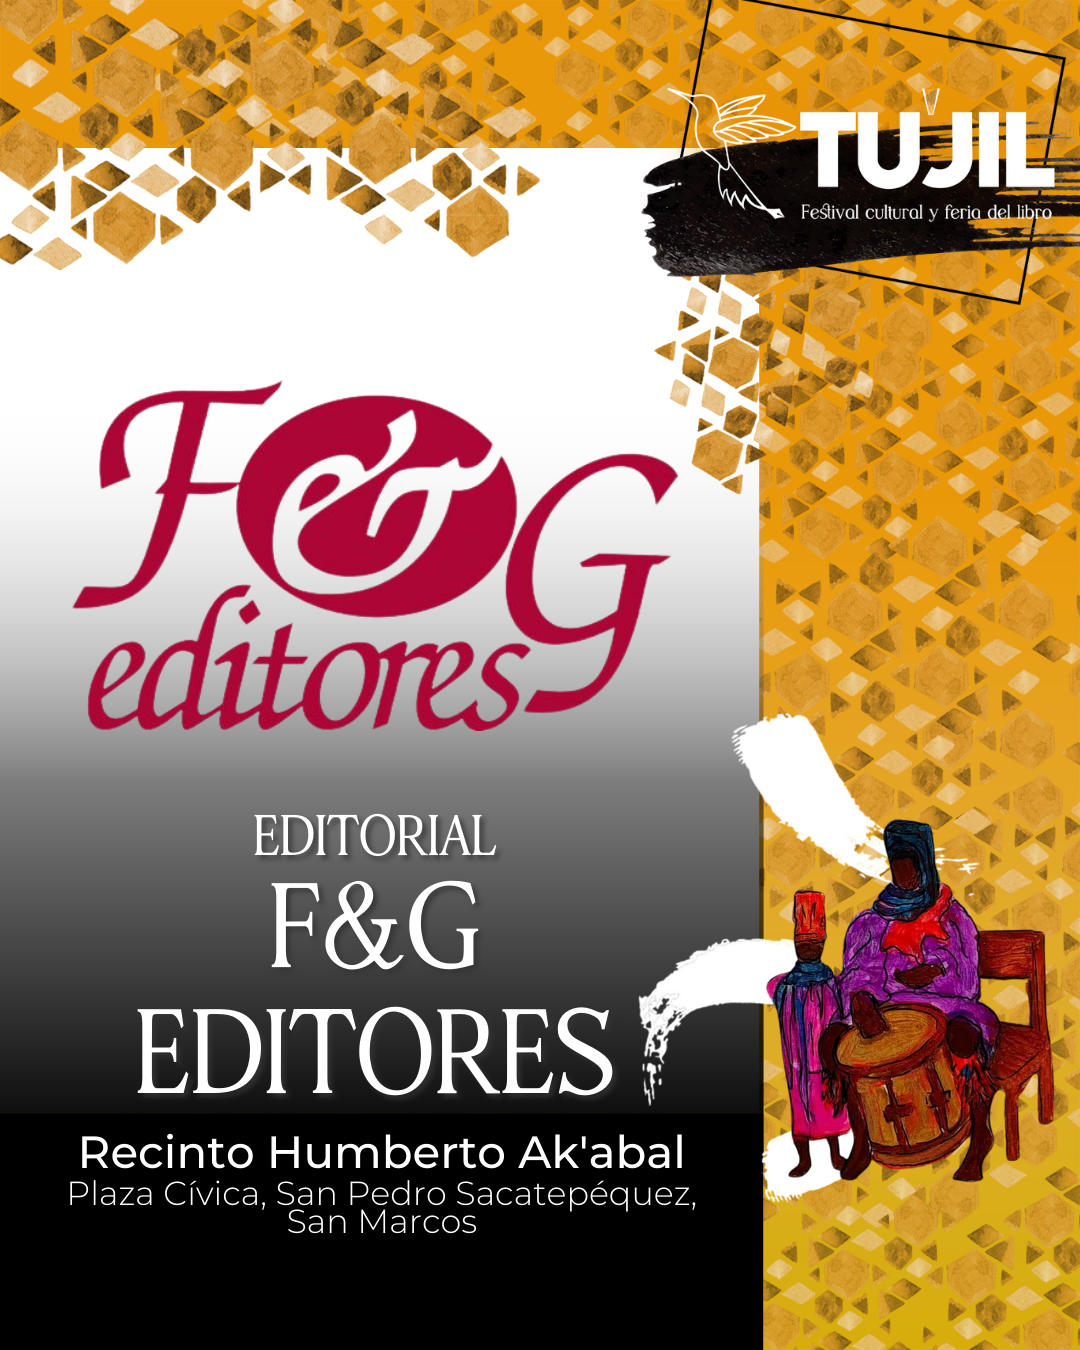 TUJIL
Festival cultural y feria del libro
F&G
editores
EDITORIAL
F&G
EDITORES
Recinto Humberto Ak'abal
Plaza Cívica, San Pedro Sacatepéquez,
San Marcos